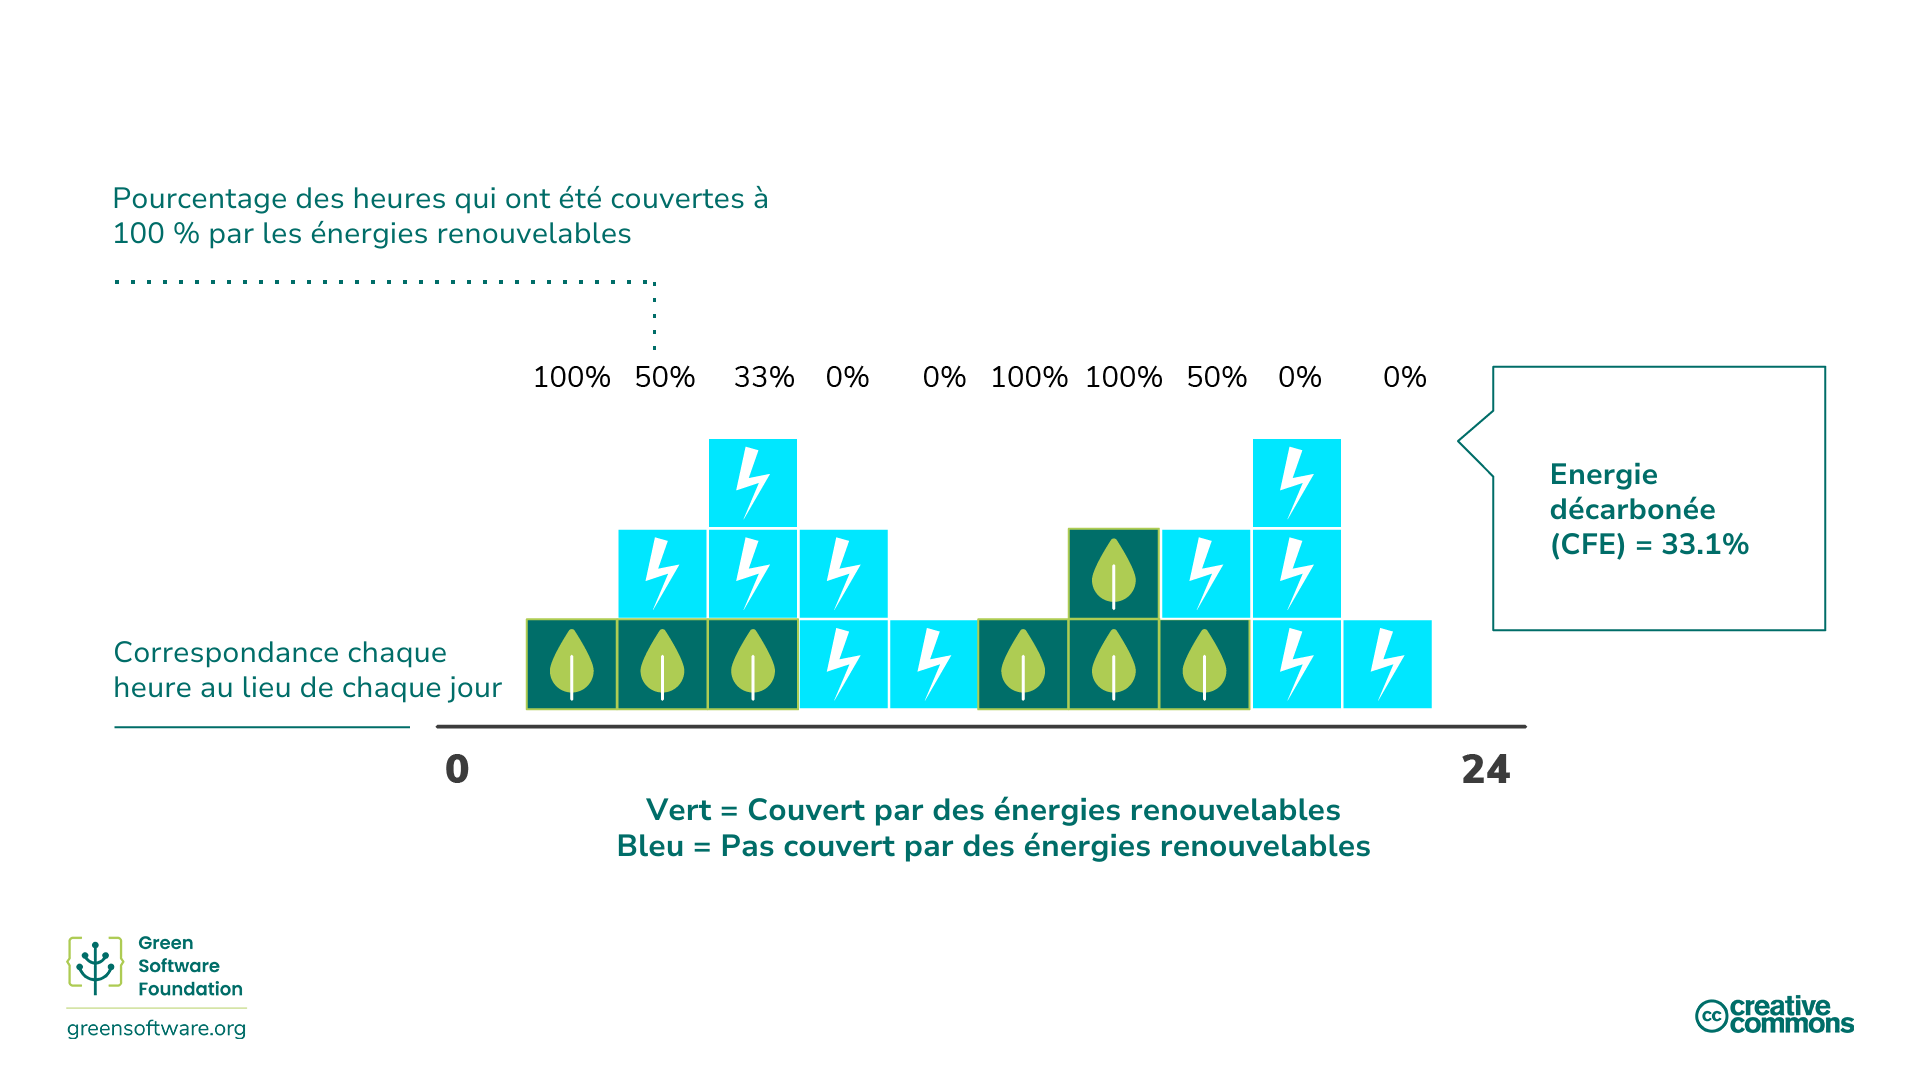 Pourcentage des heures qui ont été couvertes à
100 % par les énergies renouvelables
100% 50% 33% 0% 0% 100% 100% 50% 0% 0%
Energie
décarbonée
(CFE) = 33.1%
Correspondance chaque
heure au lieu de chaque jour
0 24
Vert = Couvert par des énergies renouvelables
Bleu = Pas couvert par des énergies renouvelables
Green
Software
Foundation
greensoftware.org
cc creative
commons